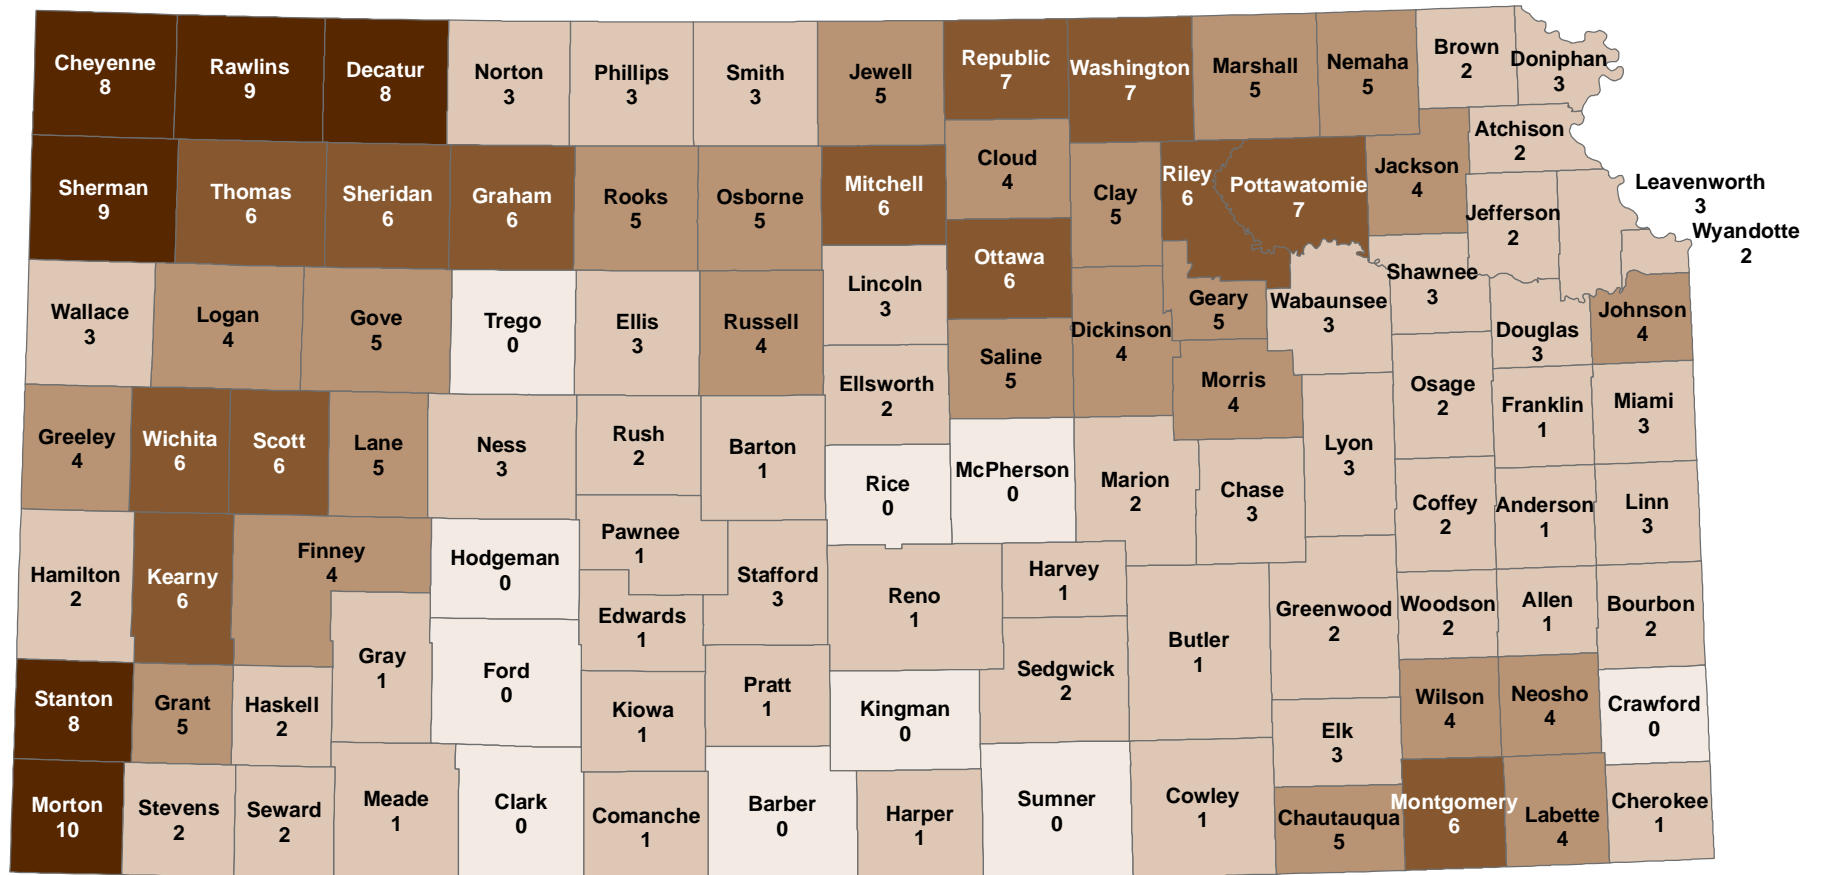 Cheyenne
8
Rawlins
9
Decatur
8
Norton
3
Phillips
3
Smith
3
Jewell
5
Republic
7
Washington
7
Marshall
5
Nemaha
5
Brown
2
Doniphan
3
Atchison
2
Sherman
9
Thomas
6
Sheridan
6
Graham
6
Rooks
5
Osborne
5
Mitchell
6
Cloud
4
Clay
5
Riley
6
Pottawatomie
7
Jackson
4
Jefferson
2
Leavenworth
3
Wyandotte
2
Wallace
3
Logan
4
Gove
5
Trego
0
Ellis
3
Russell
4
Lincoln
3
Ottawa
6
Saline
5
Dickinson
4
Geary
5
Wabaunsee
3
Shawnee
3
Douglas
3
Johnson
4
Ellsworth
2
Morris
4
Osage
2
Franklin
1
Miami
3
Greeley
4
Wichita
6
Scott
6
Lane
5
Ness
3
Rush
2
Barton
1
Rice
0
McPherson
0
Marion
2
Chase
3
Lyon
3
Coffey
2
Anderson
1
Linn
3
Hamilton
2
Kearny
6
Finney
4
Hodgeman
0
Pawnee
1
Stafford
3
Edwards
1
Reno
1
Harvey
1
Butler
1
Greenwood
2
Woodson
2
Allen
1
Bourbon
2
Gray
1
Ford
0
Sedgwick
2
Stanton
8
Grant
5
Haskell
2
Kiowa
1
Pratt
1
Kingman
0
Elk
3
Wilson
4
Neosho
4
Crawford
0
Morton
10
Stevens
2
Seward
2
Meade
1
Clark
0
Comanche
1
Barber
0
Harper
1
Sumner
0
Cowley
1
Chautauqua
5
Montgomery
6
Labette
4
Cherokee
1